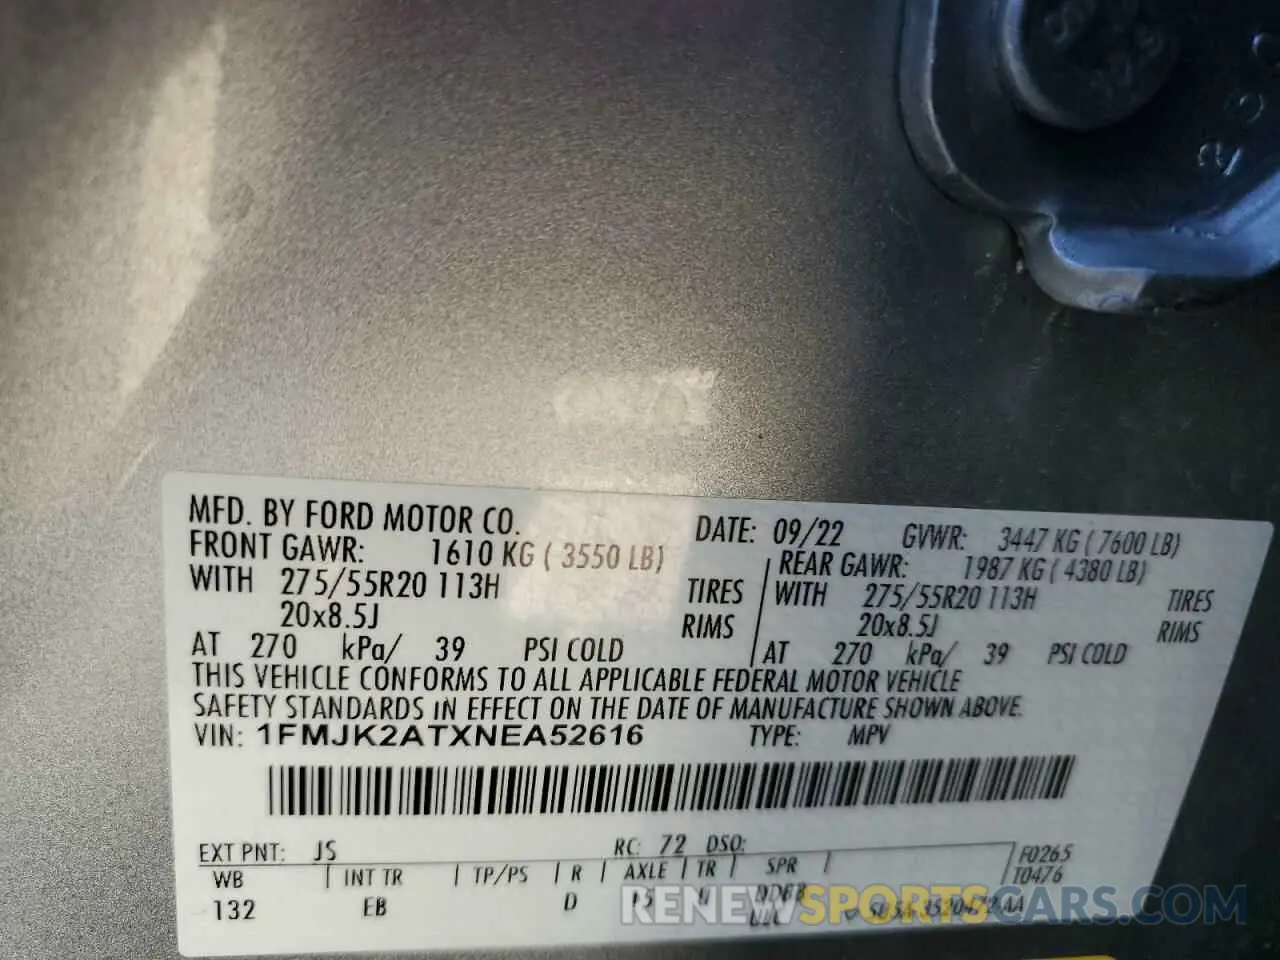 MFD. BY FORD MOTOR CO. DATE: 09/22 GVWR: 3447 KG ( 7600 LB)
FRONT GAWR: 1610 KG ( 3550 LB) REAR GAWR: 1987 KG ( 4380 LB)
WITH 275/55R20 113H TIRES WITH 275/55R20 113H TIRES
20x8.5J RIMS 20x8.5J RIMS
AT 270 kPa/ 39 PSI COLD AT 270 kPa/ 39 PSI COLD
THIS VEHICLE CONFORMS TO ALL APPLICABLE FEDERAL MOTOR VEHICLE
SAFETY STANDARDS IN EFFECT ON THE DATE OF MANUFACTURE SHOWN ABOVE.
VIN: 1FMJK2ATXNEA52616 TYPE: MPV
EXT PNT: JS RC: 72 DSO:
F0265
WB INT TR TP/PS R AXLE TR SPR T0476
132 EB D
RENEWSPORTSCARS.COM